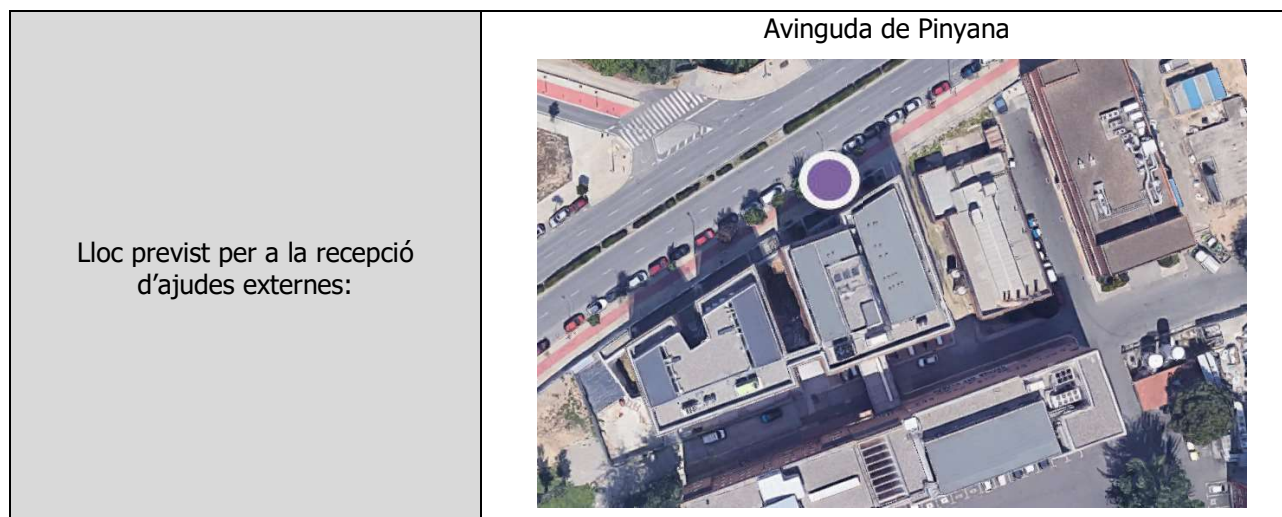 Avinguda de Pinyana
Lloc previst per a la recepció
d’ajudes externes: